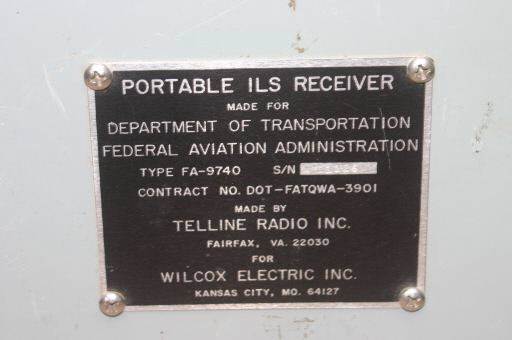 PORTABLE ILS RECEIVER
MADE FOR
DEPARTMENT OF TRANSPORTATION
FEDERAL AVIATION ADMINISTRATION
TYPE FA-9740 S/N
CONTRACT NO. DOT-FATQWA-3901
MADE BY
TELLINE RADIO INC.
FAIRFAX, VA. 22030
FOR
WILCOX ELECTRIC INC.
KANSAS CITY, MO. 64127